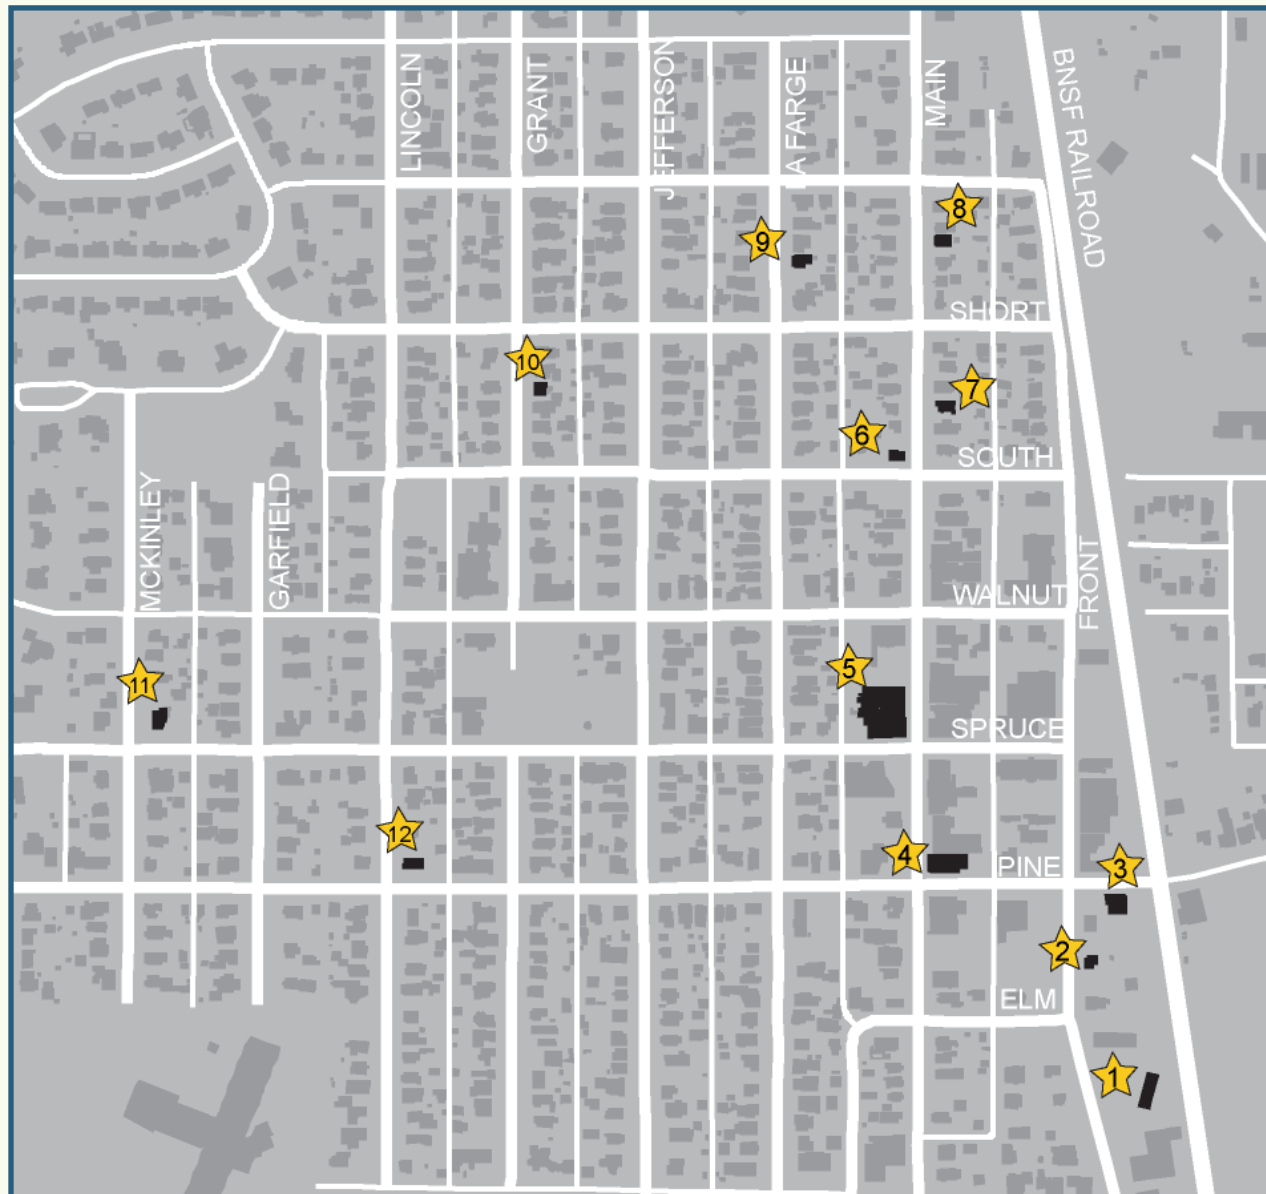 LINCOLN
GRANT
JEFFERSON
LA FARGE
MAIN
BNSF RAILROAD
8
9
SHORT
10
7
6
SOUTH
MCKINLEY
GARFIELD
FRONT
WALNUT
5
11
SPRUCE
12
4
PINE
3
2
ELM
1